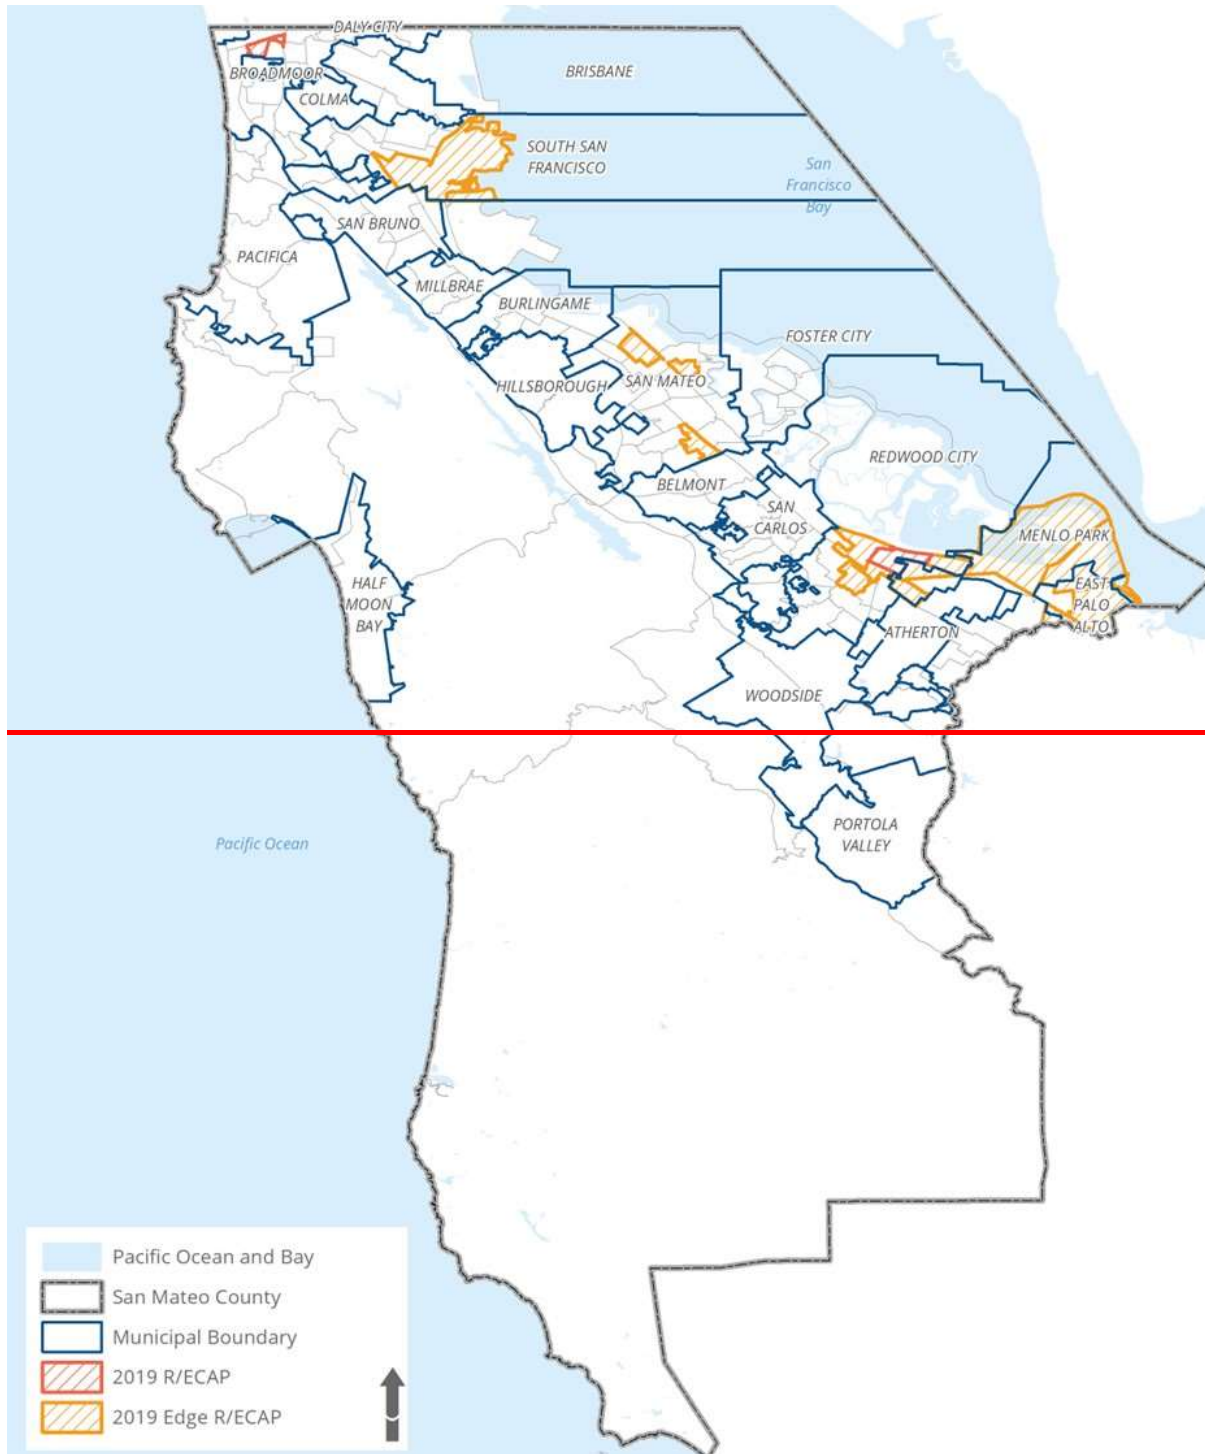 DALY CITY
BROADMOOR
BRISBANE
COLMA
SOUTH SAN
FRANCISCO
San
Francisco
Bay
SAN BRUNO
PACIFICA
MILLBRAE
BURLINGAME
FOSTER CITY
HILLSBOROUGH
SAN MATEO
REDWOOD CITY
BELMONT
SAN
CARLOS
MENLO PARK
HALF
MOON
BAY
EAST
PALO
ALTO
ATHERTON
WOODSIDE
PORTOLA
VALLEY
Pacific Ocean
Pacific Ocean and Bay
San Mateo County
Municipal Boundary
2019 R/ECAP
2019 Edge R/ECAP